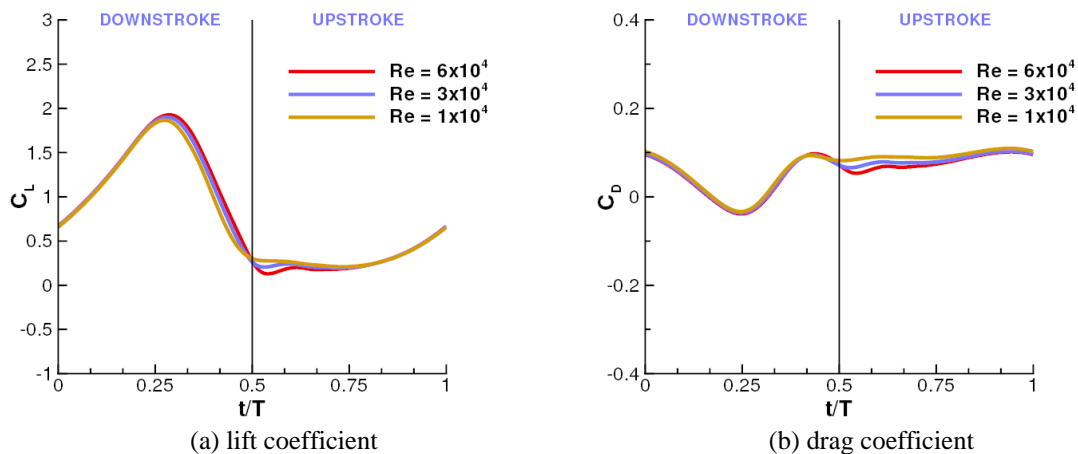 DOWNSTROKE UPSTROKE
3
2.5
2
1.5
1
0.5
0
-0.5
-1
C_L
Re = 6x10⁴
Re = 3x10⁴
Re = 1x10⁴
0 0.25 0.5 0.75 1
t/T
(a) lift coefficient
DOWNSTROKE UPSTROKE
0.4
0.2
0
-0.2
-0.4
C_D
Re = 6x10⁴
Re = 3x10⁴
Re = 1x10⁴
0 0.25 0.5 0.75 1
t/T
(b) drag coefficient